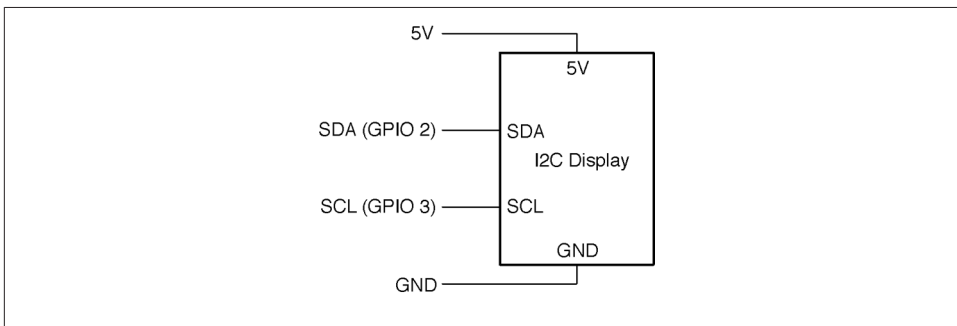 5V
5V
SDA (GPIO 2)
SDA
I2C Display
SCL (GPIO 3)
SCL
GND
GND